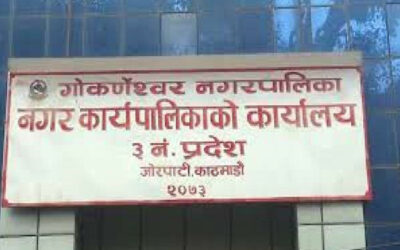 गोकर्णेश्वर नगरपालिका
नगर कार्यपालिकाको कार्यालय
३ नं. प्रदेश
जोरपाटी,काठमाडौं
२०७३